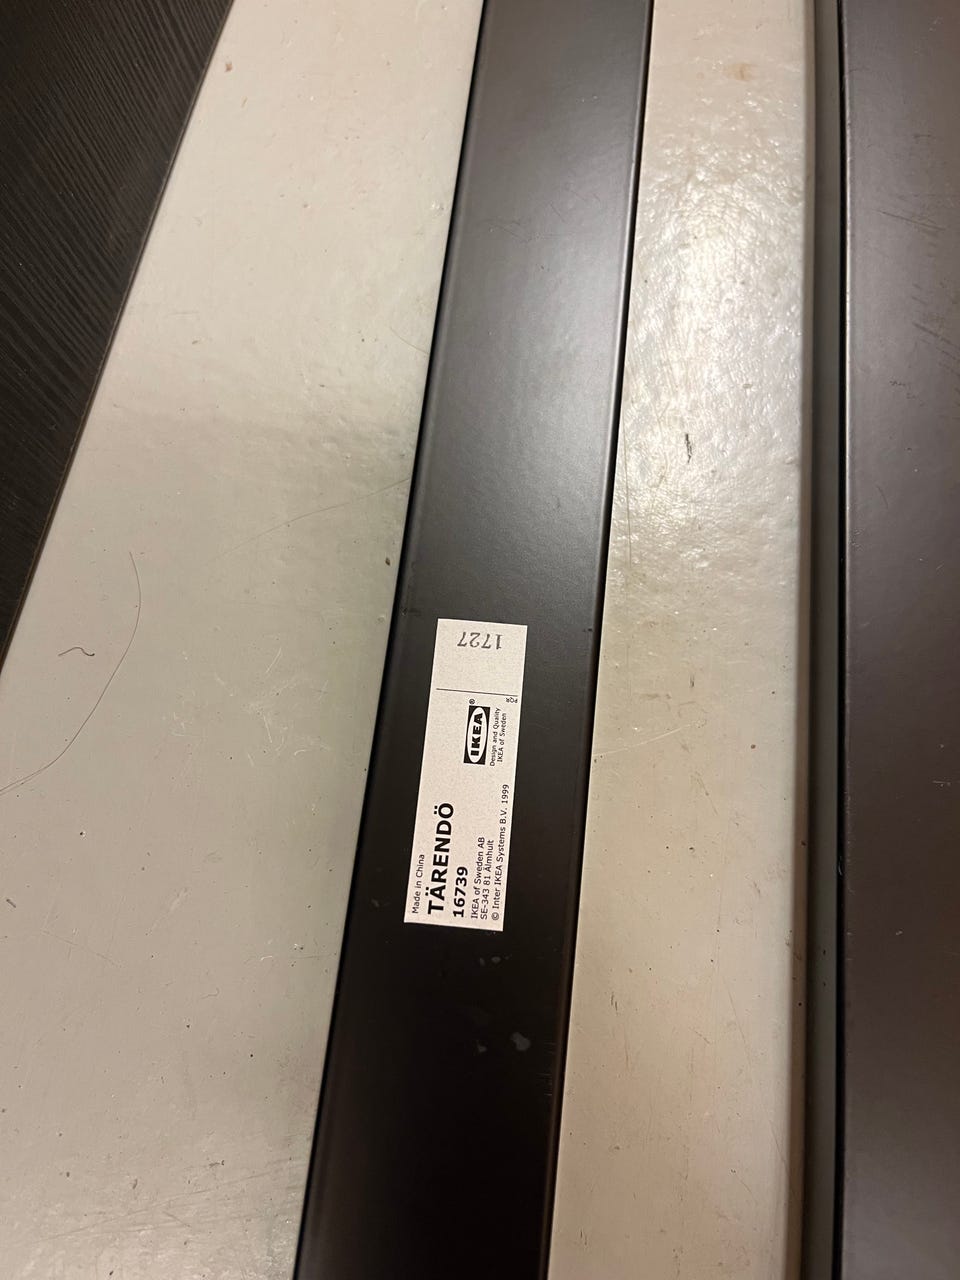 Made in China
TÄRENDÖ
16739
IKEA of Sweden AB
SE-343 81 Älmhult
© Inter IKEA Systems B.V. 1999
IKEA®
Design and Quality
IKEA of Sweden
1727